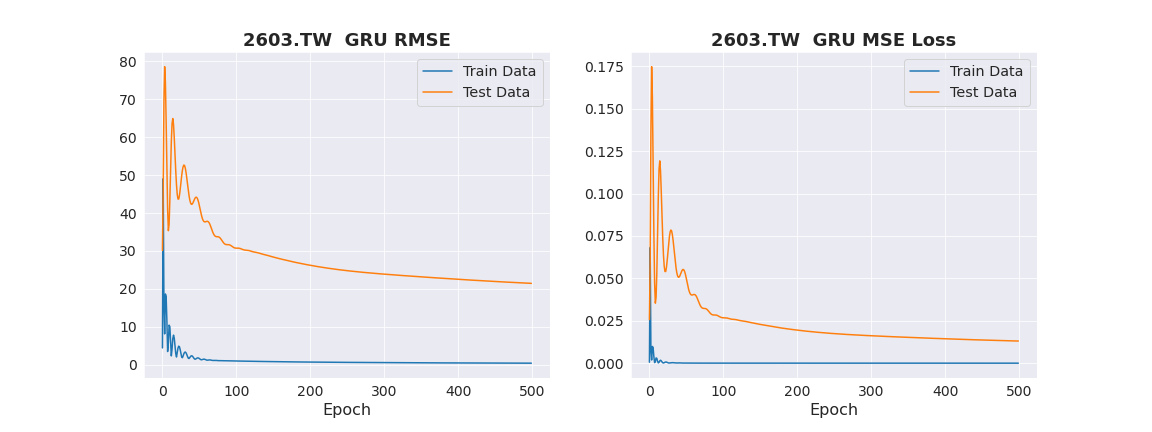 2603.TW  GRU RMSE
80
70
60
50
40
30
20
10
0
0 100 200 300 400 500
Epoch
Train Data
Test Data
2603.TW  GRU MSE Loss
0.175
0.150
0.125
0.100
0.075
0.050
0.025
0.000
0 100 200 300 400 500
Epoch
Train Data
Test Data